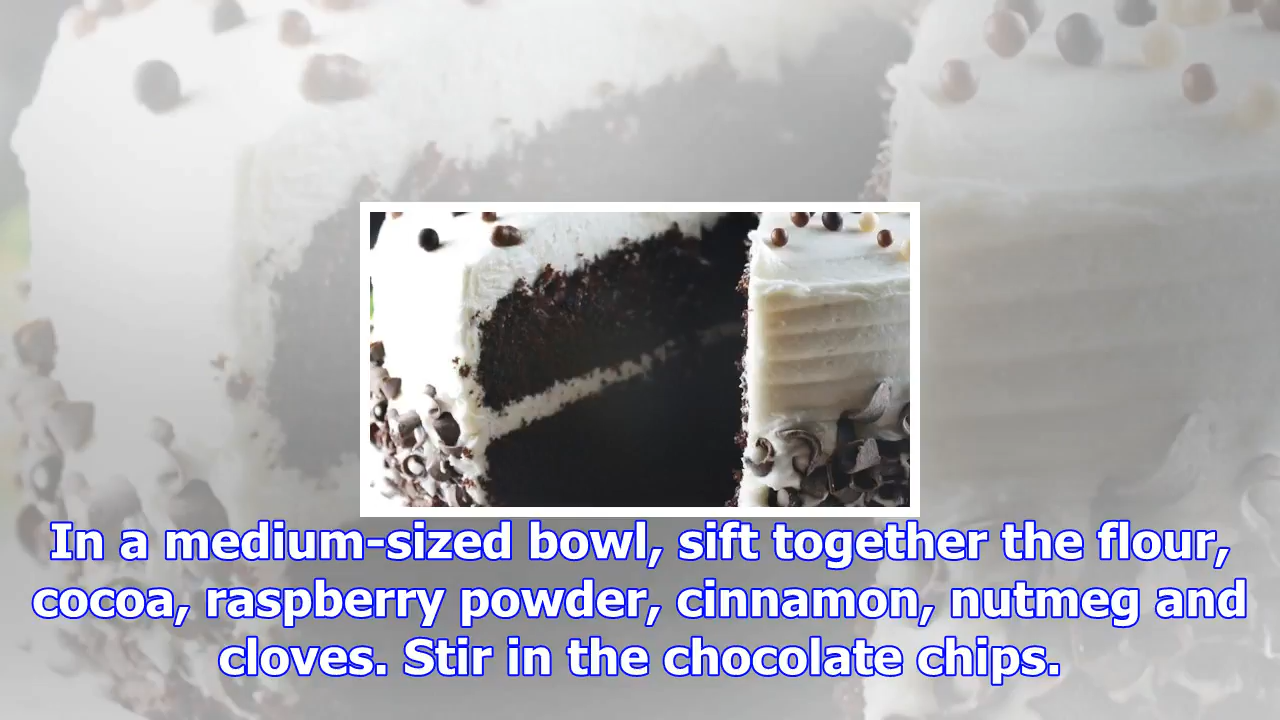 In a medium-sized bowl, sift together the flour,
cocoa, raspberry powder, cinnamon, nutmeg and
cloves. Stir in the chocolate chips.